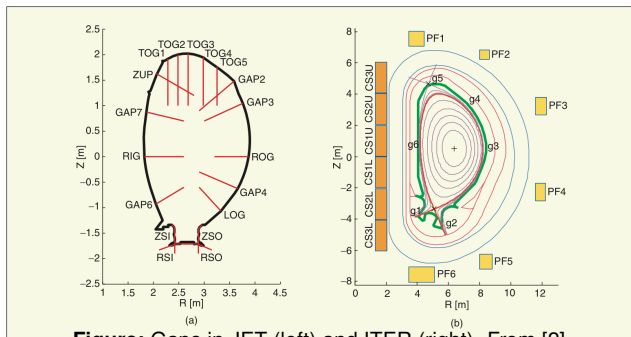 TOG2 TOG3
TOG1 TOG4
TOG5
ZUP
GAP2
GAP3
GAP7
RIG
ROG
GAP6
GAP4
LOG
ZSI
ZSO
RSI
RSO
2.5
2
1.5
1
0.5
0
−0.5
−1
−1.5
−2
−2.5
Z [m]
1 1.5 2 2.5 3 3.5 4 4.5
R [m]
(a)
8
6
4
2
0
−2
−4
−6
−8
Z [m]
PF1
PF2
PF3
PF4
PF5
PF6
CS3U
CS2U
CS1U
CS1L
CS2L
CS3L
g5
g4
g6
g3
g1
g2
0 2 4 6 8 10 12
R [m]
(b)